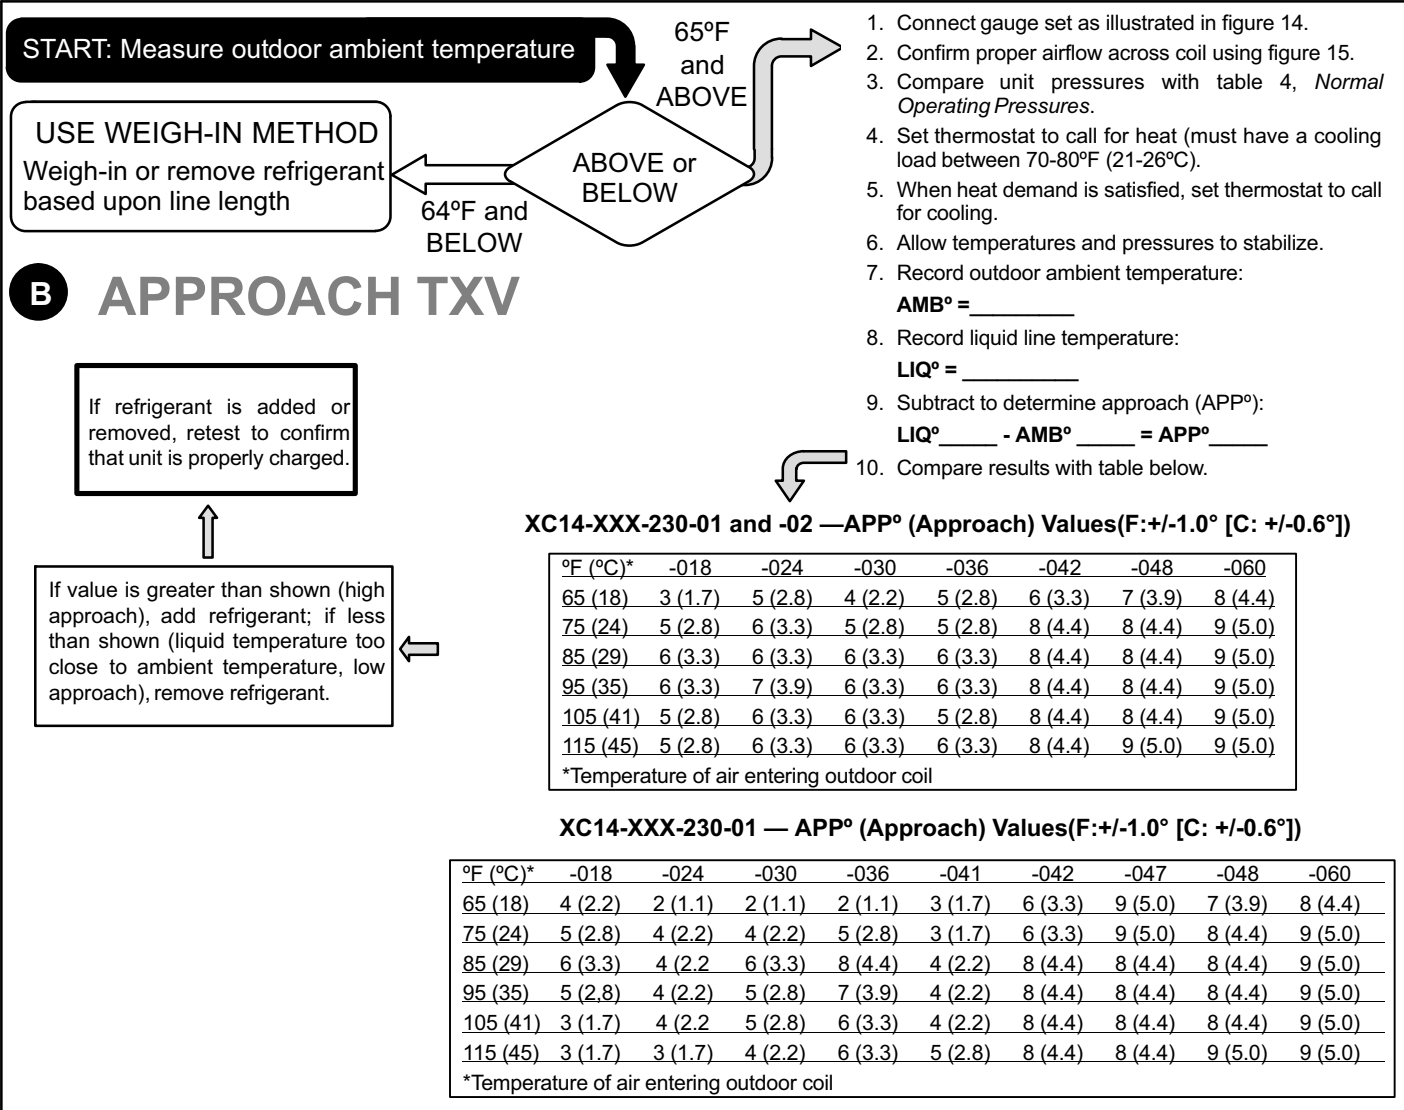 START: Measure outdoor ambient temperature
65ºF
and
ABOVE
ABOVE or
BELOW
64ºF and
BELOW
USE WEIGH-IN METHOD
Weigh-in or remove refrigerant
based upon line length
1. Connect gauge set as illustrated in figure 14.
2. Confirm proper airflow across coil using figure 15.
3. Compare unit pressures with table 4, Normal
Operating Pressures.
4. Set thermostat to call for heat (must have a cooling
load between 70-80ºF (21-26ºC).
5. When heat demand is satisfied, set thermostat to call
for cooling.
6. Allow temperatures and pressures to stabilize.
7. Record outdoor ambient temperature:
AMBº =_________
8. Record liquid line temperature:
LIQº = __________
9. Subtract to determine approach (APPº):
LIQº_____ - AMBº _____ = APPº_____
10. Compare results with table below.
B APPROACH TXV
If refrigerant is added or
removed, retest to confirm
that unit is properly charged.
If value is greater than shown (high
approach), add refrigerant; if less
than shown (liquid temperature too
close to ambient temperature, low
approach), remove refrigerant.
XC14-XXX-230-01 and -02 —APPº (Approach) Values(F:+/-1.0° [C: +/-0.6°])
ºF (ºC)* -018 -024 -030 -036 -042 -048 -060
65 (18) 3 (1.7) 5 (2.8) 4 (2.2) 5 (2.8) 6 (3.3) 7 (3.9) 8 (4.4)
75 (24) 5 (2.8) 6 (3.3) 5 (2.8) 5 (2.8) 8 (4.4) 8 (4.4) 9 (5.0)
85 (29) 6 (3.3) 6 (3.3) 6 (3.3) 6 (3.3) 8 (4.4) 8 (4.4) 9 (5.0)
95 (35) 6 (3.3) 7 (3.9) 6 (3.3) 6 (3.3) 8 (4.4) 8 (4.4) 9 (5.0)
105 (41) 5 (2.8) 6 (3.3) 6 (3.3) 5 (2.8) 8 (4.4) 8 (4.4) 9 (5.0)
115 (45) 5 (2.8) 6 (3.3) 6 (3.3) 6 (3.3) 8 (4.4) 9 (5.0) 9 (5.0)
*Temperature of air entering outdoor coil
XC14-XXX-230-01 — APPº (Approach) Values(F:+/-1.0° [C: +/-0.6°])
ºF (ºC)* -018 -024 -030 -036 -041 -042 -047 -048 -060
65 (18) 4 (2.2) 2 (1.1) 2 (1.1) 2 (1.1) 3 (1.7) 6 (3.3) 9 (5.0) 7 (3.9) 8 (4.4)
75 (24) 5 (2.8) 4 (2.2) 4 (2.2) 5 (2.8) 3 (1.7) 6 (3.3) 9 (5.0) 8 (4.4) 9 (5.0)
85 (29) 6 (3.3) 4 (2.2 6 (3.3) 8 (4.4) 4 (2.2) 8 (4.4) 8 (4.4) 8 (4.4) 9 (5.0)
95 (35) 5 (2,8) 4 (2.2) 5 (2.8) 7 (3.9) 4 (2.2) 8 (4.4) 8 (4.4) 8 (4.4) 9 (5.0)
105 (41) 3 (1.7) 4 (2.2 5 (2.8) 6 (3.3) 4 (2.2) 8 (4.4) 8 (4.4) 8 (4.4) 9 (5.0)
115 (45) 3 (1.7) 3 (1.7) 4 (2.2) 6 (3.3) 5 (2.8) 8 (4.4) 8 (4.4) 9 (5.0) 9 (5.0)
*Temperature of air entering outdoor coil